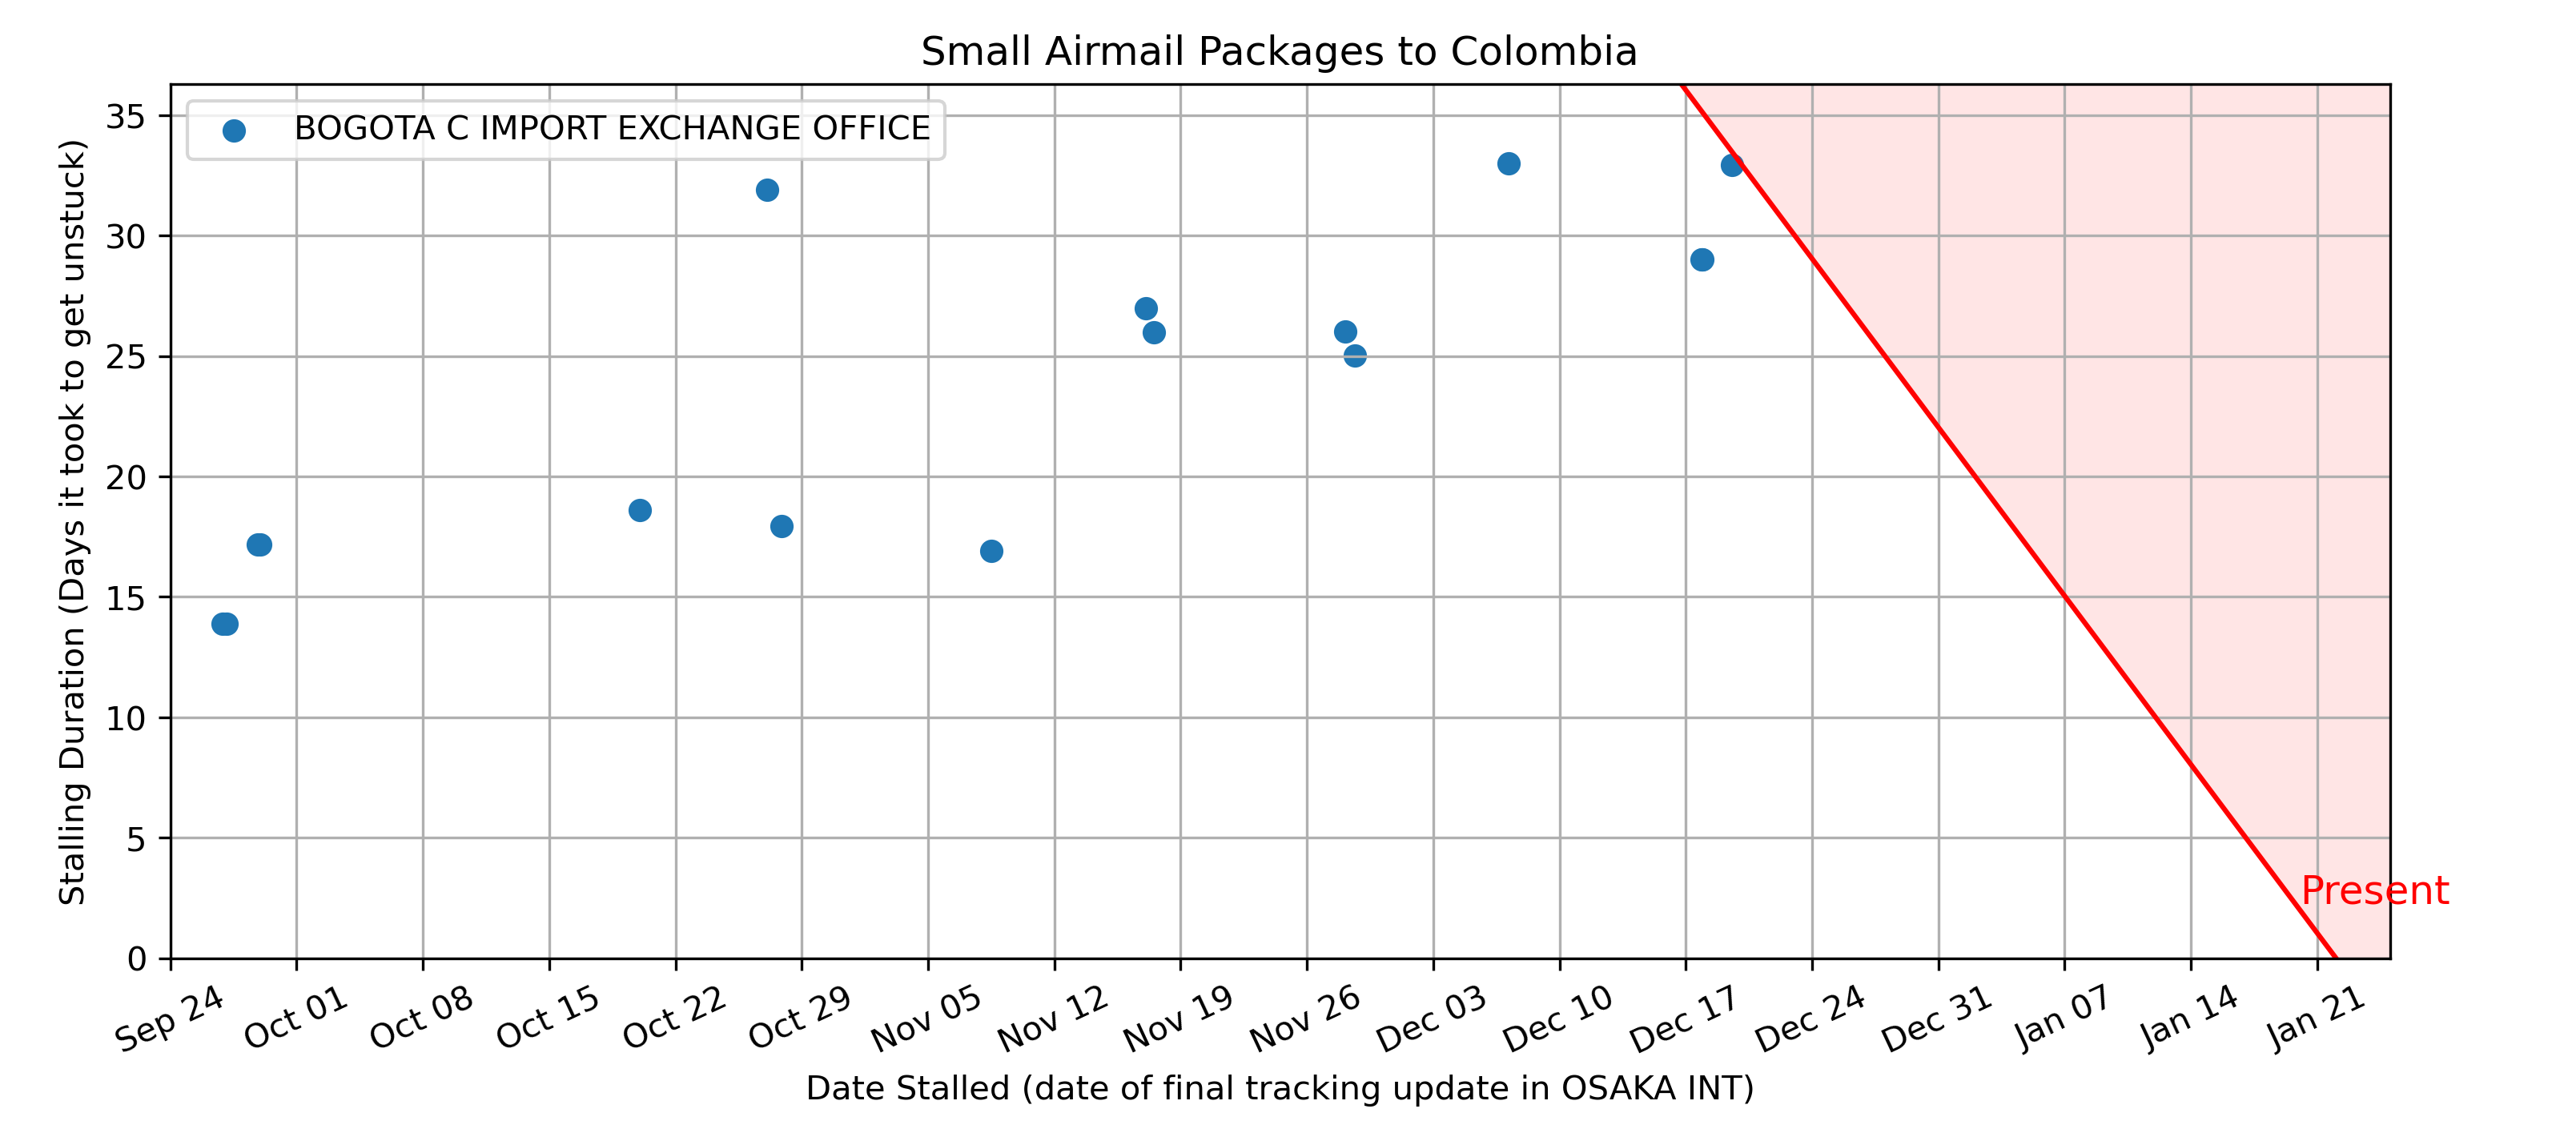 Small Airmail Packages to Colombia
BOGOTA C IMPORT EXCHANGE OFFICE
Stalling Duration (Days it took to get unstuck)
35
30
25
20
15
10
5
0
Present
Sep 24
Oct 01
Oct 08
Oct 15
Oct 22
Oct 29
Nov 05
Nov 12
Nov 19
Nov 26
Dec 03
Dec 10
Dec 17
Dec 24
Dec 31
Jan 07
Jan 14
Jan 21
Date Stalled (date of final tracking update in OSAKA INT)